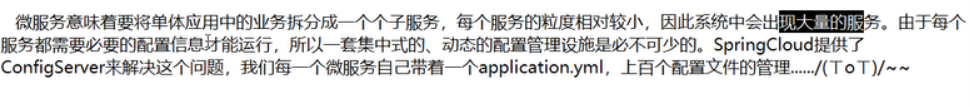 微服务意味着要将单体应用中的业务拆分成一个个子服务，每个服务的粒度相对较小，因此系统中会出现大量的服务。由于每个
服务都需要必要的配置信息才能运行，所以一套集中式的、动态的配置管理设施是必不可少的。SpringCloud提供了
ConfigServer来解决这个问题，我们每一个微服务自己带着一个application.yml，上百个配置文件的管理....../(ㄒoㄒ)/~~